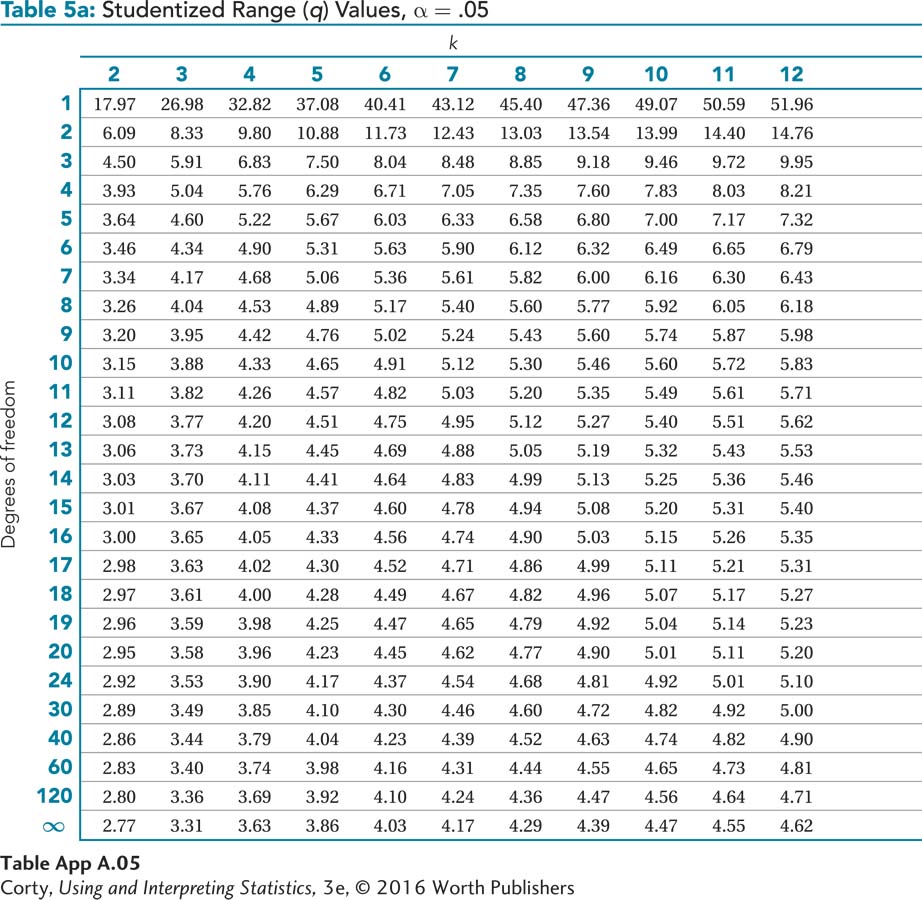 Table 5a: Studentized Range (q) Values, α = .05
k
2 3 4 5 6 7 8 9 10 11 12
Degrees of freedom
1 17.97 26.98 32.82 37.08 40.41 43.12 45.40 47.36 49.07 50.59 51.96
2 6.09 8.33 9.80 10.88 11.73 12.43 13.03 13.54 13.99 14.40 14.76
3 4.50 5.91 6.83 7.50 8.04 8.48 8.85 9.18 9.46 9.72 9.95
4 3.93 5.04 5.76 6.29 6.71 7.05 7.35 7.60 7.83 8.03 8.21
5 3.64 4.60 5.22 5.67 6.03 6.33 6.58 6.80 7.00 7.17 7.32
6 3.46 4.34 4.90 5.31 5.63 5.90 6.12 6.32 6.49 6.65 6.79
7 3.34 4.17 4.68 5.06 5.36 5.61 5.82 6.00 6.16 6.30 6.43
8 3.26 4.04 4.53 4.89 5.17 5.40 5.60 5.77 5.92 6.05 6.18
9 3.20 3.95 4.42 4.76 5.02 5.24 5.43 5.60 5.74 5.87 5.98
10 3.15 3.88 4.33 4.65 4.91 5.12 5.30 5.46 5.60 5.72 5.83
11 3.11 3.82 4.26 4.57 4.82 5.03 5.20 5.35 5.49 5.61 5.71
12 3.08 3.77 4.20 4.51 4.75 4.95 5.12 5.27 5.40 5.51 5.62
13 3.06 3.73 4.15 4.45 4.69 4.88 5.05 5.19 5.32 5.43 5.53
14 3.03 3.70 4.11 4.41 4.64 4.83 4.99 5.13 5.25 5.36 5.46
15 3.01 3.67 4.08 4.37 4.60 4.78 4.94 5.08 5.20 5.31 5.40
16 3.00 3.65 4.05 4.33 4.56 4.74 4.90 5.03 5.15 5.26 5.35
17 2.98 3.63 4.02 4.30 4.52 4.71 4.86 4.99 5.11 5.21 5.31
18 2.97 3.61 4.00 4.28 4.49 4.67 4.82 4.96 5.07 5.17 5.27
19 2.96 3.59 3.98 4.25 4.47 4.65 4.79 4.92 5.04 5.14 5.23
20 2.95 3.58 3.96 4.23 4.45 4.62 4.77 4.90 5.01 5.11 5.20
24 2.92 3.53 3.90 4.17 4.37 4.54 4.68 4.81 4.92 5.01 5.10
30 2.89 3.49 3.85 4.10 4.30 4.46 4.60 4.72 4.82 4.92 5.00
40 2.86 3.44 3.79 4.04 4.23 4.39 4.52 4.63 4.74 4.82 4.90
60 2.83 3.40 3.74 3.98 4.16 4.31 4.44 4.55 4.65 4.73 4.81
120 2.80 3.36 3.69 3.92 4.10 4.24 4.36 4.47 4.56 4.64 4.71
∞ 2.77 3.31 3.63 3.86 4.03 4.17 4.29 4.39 4.47 4.55 4.62
Table App A.05
Corty, Using and Interpreting Statistics, 3e, © 2016 Worth Publishers